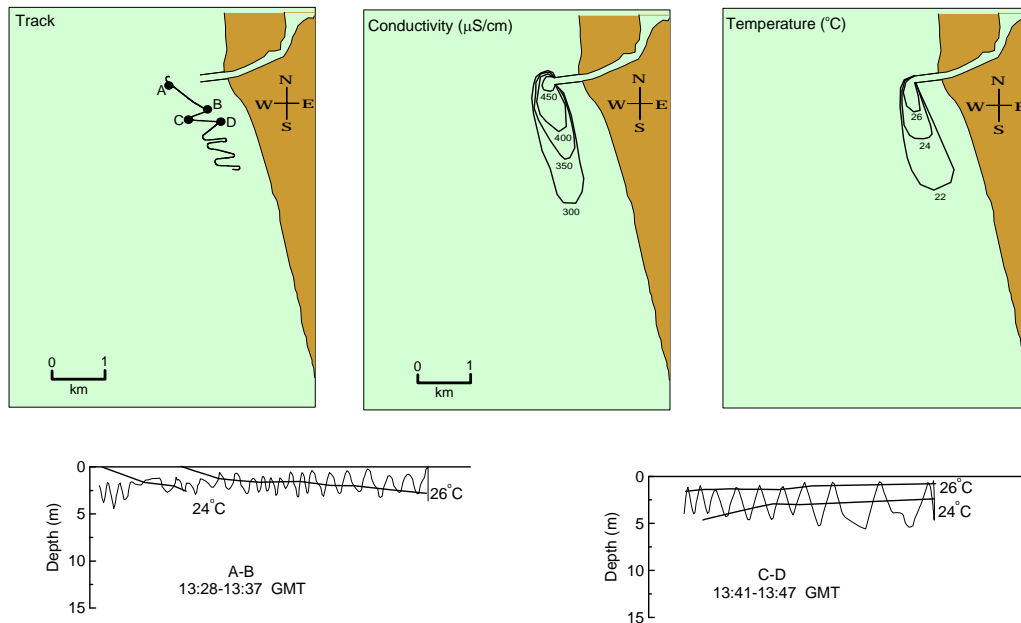 Track
A
B
C
D
N
W E
S
0 1
km
Conductivity (μS/cm)
450
400
350
300
N
W E
S
0 1
km
Temperature (°C)
26
24
22
N
W E
S
0
5
10
15
Depth (m)
24°C
26°C
A-B
13:28-13:37 GMT
0
5
10
15
Depth (m)
26°C
24°C
C-D
13:41-13:47 GMT